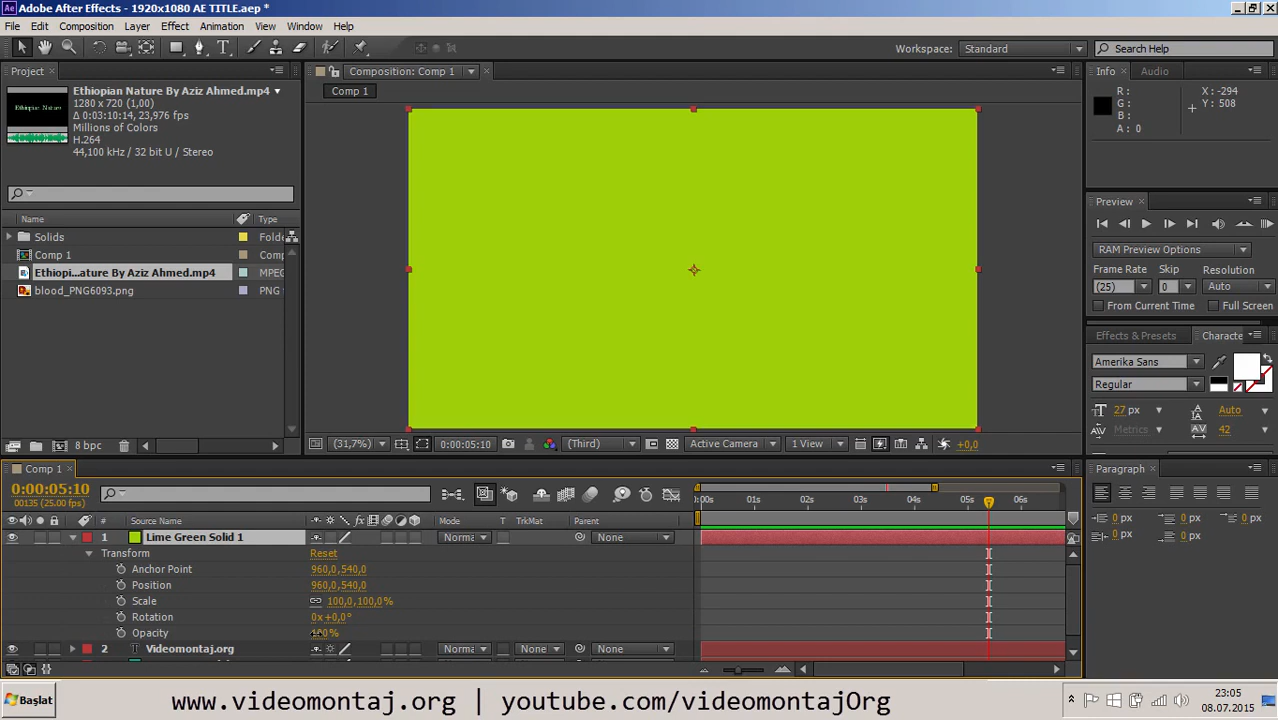 Adobe After Effects - 1920x1080 AE TITLE.aep *
File Edit Composition Layer Effect Animation View Window Help
Workspace: Standard Search Help
Project
Composition: Comp 1
Info Audio
Comp 1
Ethiopian Nature By Aziz Ahmed.mp4
1280 x 720 (1,00)
Δ 0:03:10:14, 23,976 fps
Millions of Colors
H.264
44,100 kHz / 32 bit U / Stereo
Ethiopian Nature
R :
G :
B :
A : 0
X : -294
Y : 508
Preview
RAM Preview Options
Frame Rate Skip Resolution
(25) 0 Auto
From Current Time Full Screen
Name Type
Solids Folde
Comp 1 Comp
Ethiopi...ature By Aziz Ahmed.mp4 MPEG
blood_PNG6093.png PNG
Effects & Presets Characte
Amerika Sans
Regular
27 px Auto
Metrics 42
8 bpc
(31,7%) 0:00:05:10 (Third) Active Camera 1 View +0,0
Comp 1
0:00:05:10
00135 (25.00 fps)
:00s 01s 02s 03s 04s 05s 06s
# Source Name Mode T TrkMat Parent
1 Lime Green Solid 1 Norma None
Transform Reset
Anchor Point 960,0,540,0
Position 960,0,540,0
Scale 100,0,100,0%
Rotation 0x+0,0°
Opacity 100%
2 T Videomontaj.org Norma None None
Paragraph
0 px 0 px 0 px
0 px 0 px
Başlat
www.videomontaj.org | youtube.com/videomontajOrg
23:05
08.07.2015